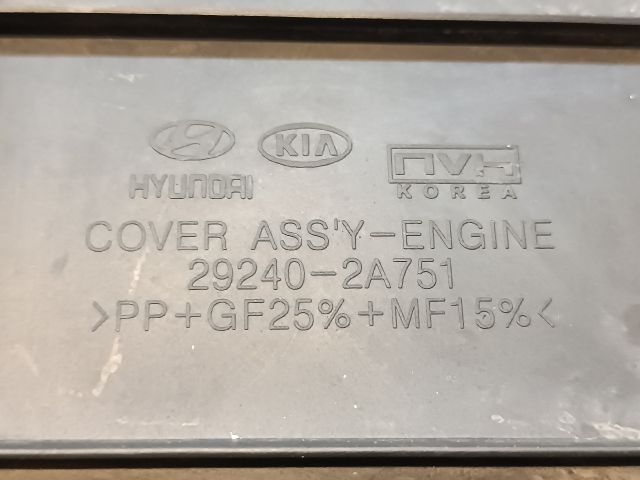 HYUNDAI
KIA
NVH
KOREA
COVER ASS'Y-ENGINE
29240-2A751
>PP+GF25%+MF15%<